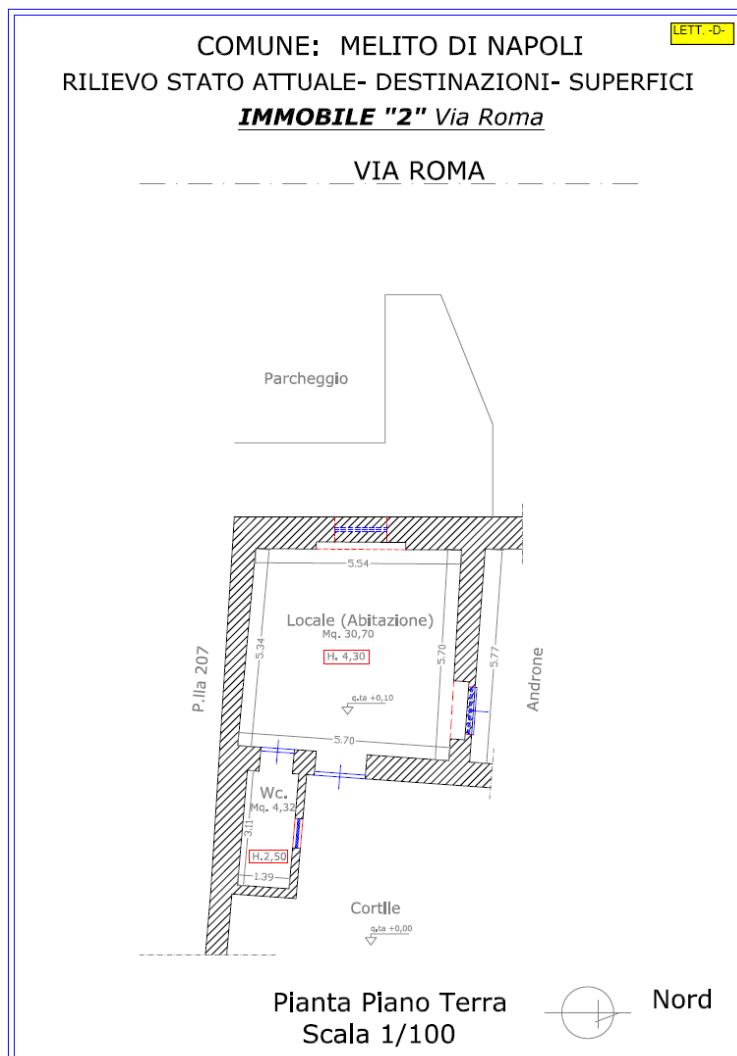 LETT. -D-
COMUNE: MELITO DI NAPOLI
RILIEVO STATO ATTUALE- DESTINAZIONI- SUPERFICI
IMMOBILE "2" Via Roma
VIA ROMA
Parcheggio
5.54
Locale (Abitazione)
Mq. 30,70
H. 4,30
5.34
5.70
5.77
P.lla 207
Androne
q.ta +0,10
5.70
Wc.
Mq. 4,32
3.11
H.2,50
1.39
Cortile
q.ta +0,00
Pianta Piano Terra
Scala 1/100
Nord